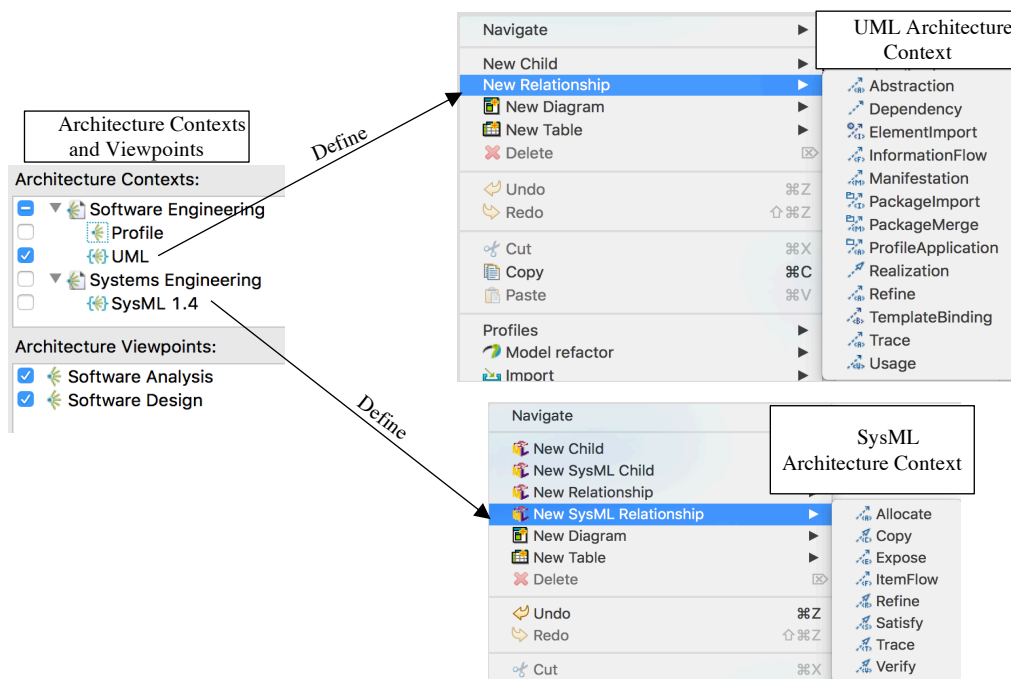 Architecture Contexts
and Viewpoints
Architecture Contexts:
Software Engineering
Profile
UML
Systems Engineering
SysML 1.4
Architecture Viewpoints:
Software Analysis
Software Design
Define
Define
Navigate
New Child
New Relationship
New Diagram
New Table
Delete
Undo ⌘Z
Redo ⇧⌘Z
Cut ⌘X
Copy ⌘C
Paste ⌘V
Profiles
Model refactor
Import
UML Architecture
Context
Abstraction
Dependency
ElementImport
InformationFlow
Manifestation
PackageImport
PackageMerge
ProfileApplication
Realization
Refine
TemplateBinding
Trace
Usage
Navigate
New Child
New SysML Child
New Relationship
New SysML Relationship
New Diagram
New Table
Delete
Undo ⌘Z
Redo ⇧⌘Z
Cut ⌘X
SysML
Architecture Context
Allocate
Copy
Expose
ItemFlow
Refine
Satisfy
Trace
Verify